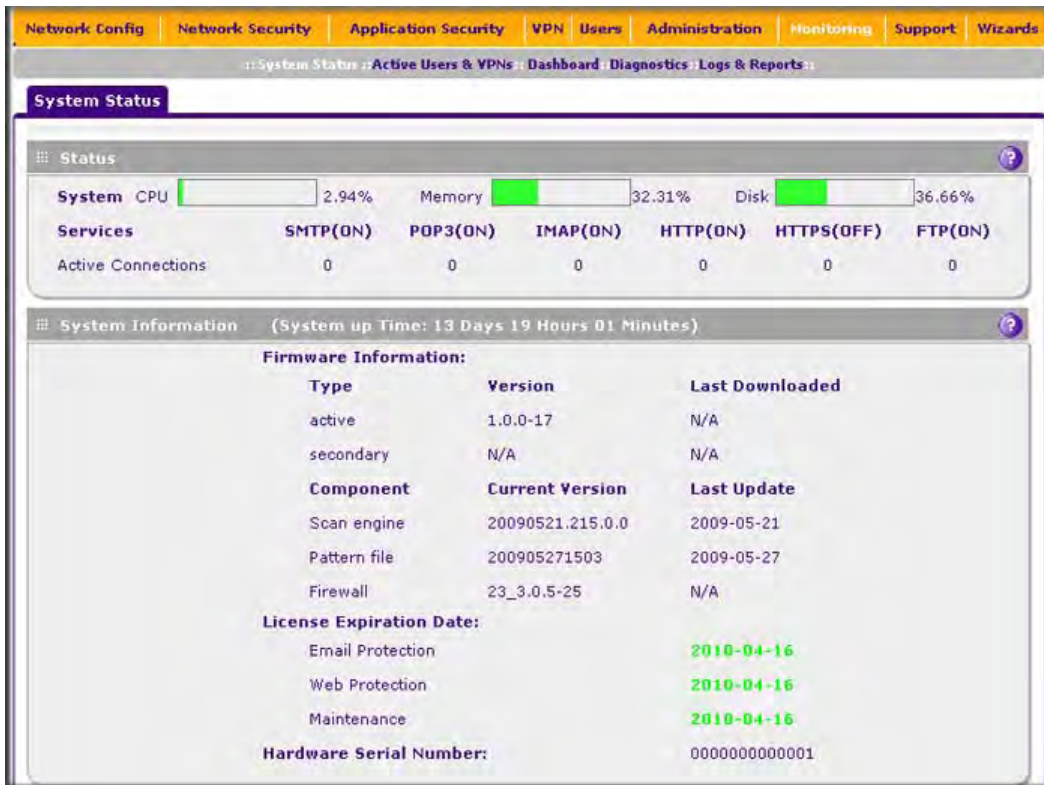 Network Config Network Security Application Security VPN Users Administration Monitoring Support Wizards
:: System Status :: Active Users & VPNs :: Dashboard :: Diagnostics :: Logs & Reports ::
System Status
Status ?
System CPU 2.94% Memory 32.31% Disk 36.66%
Services SMTP(ON) POP3(ON) IMAP(ON) HTTP(ON) HTTPS(OFF) FTP(ON)
Active Connections 0 0 0 0 0 0
System Information (System up Time: 13 Days 19 Hours 01 Minutes) ?
Firmware Information:
Type Version Last Downloaded
active 1.0.0-17 N/A
secondary N/A N/A
Component Current Version Last Update
Scan engine 20090521.215.0.0 2009-05-21
Pattern file 200905271503 2009-05-27
Firewall 23_3.0.5-25 N/A
License Expiration Date:
Email Protection 2010-04-16
Web Protection 2010-04-16
Maintenance 2010-04-16
Hardware Serial Number: 0000000000001